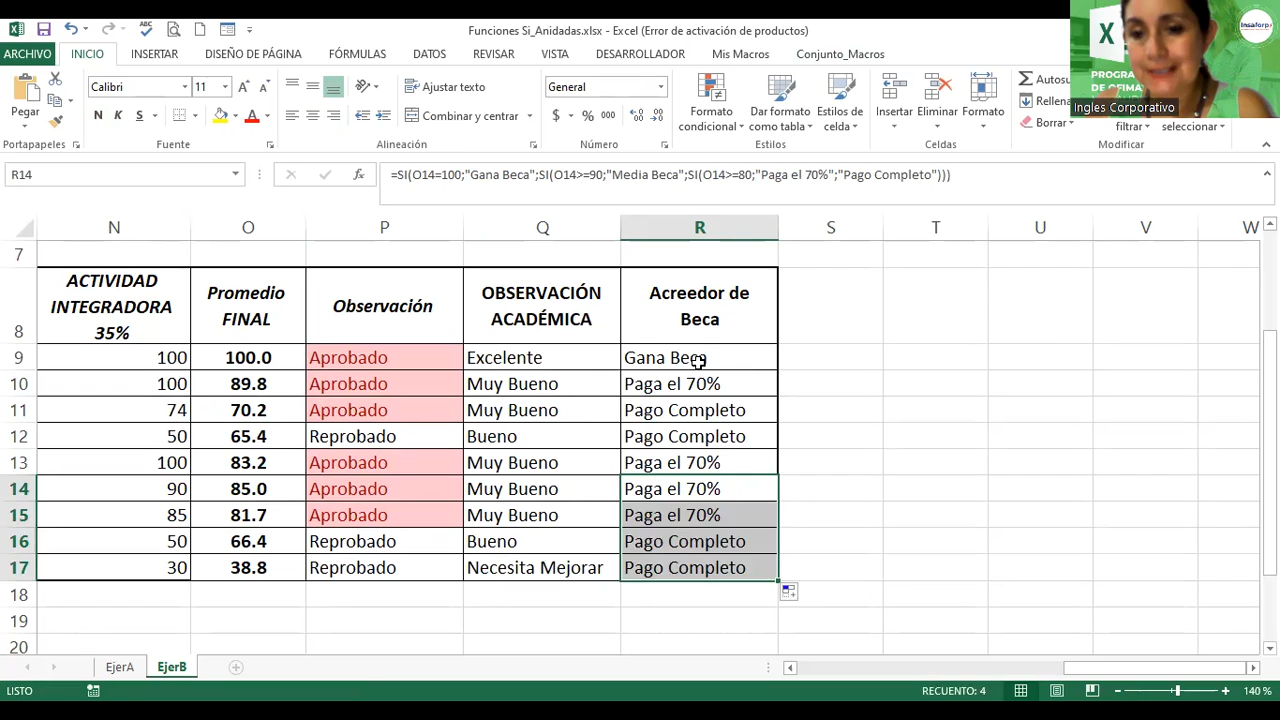 Funciones Si_Anidadas.xlsx - Excel (Error de activación de productos)
ARCHIVO INICIO INSERTAR DISEÑO DE PÁGINA FÓRMULAS DATOS REVISAR VISTA DESARROLLADOR Mis Macros Conjunto_Macros
Insaforp
PROGRA
DE OFIMÁ
Ingles Corporativo
Pegar
Calibri 11
N K S
Ajustar texto
Combinar y centrar
General
$ % 000
Formato condicional
Dar formato como tabla
Estilos de celda
Insertar Eliminar Formato
Autosu
Rellena
Borrar
filtrar seleccionar
Portapapeles Fuente Alineación Número Estilos Celdas Modificar
R14 fx =SI(O14=100;"Gana Beca";SI(O14>=90;"Media Beca";SI(O14>=80;"Paga el 70%";"Pago Completo")))
N O P Q R S T U V W
7
8 ACTIVIDAD INTEGRADORA 35% Promedio FINAL Observación OBSERVACIÓN ACADÉMICA Acreedor de Beca
9 100 100.0 Aprobado Excelente Gana Beca
10 100 89.8 Aprobado Muy Bueno Paga el 70%
11 74 70.2 Aprobado Muy Bueno Pago Completo
12 50 65.4 Reprobado Bueno Pago Completo
13 100 83.2 Aprobado Muy Bueno Paga el 70%
14 90 85.0 Aprobado Muy Bueno Paga el 70%
15 85 81.7 Aprobado Muy Bueno Paga el 70%
16 50 66.4 Reprobado Bueno Pago Completo
17 30 38.8 Reprobado Necesita Mejorar Pago Completo
18
19
20
EjerA EjerB
LISTO RECUENTO: 4 140 %